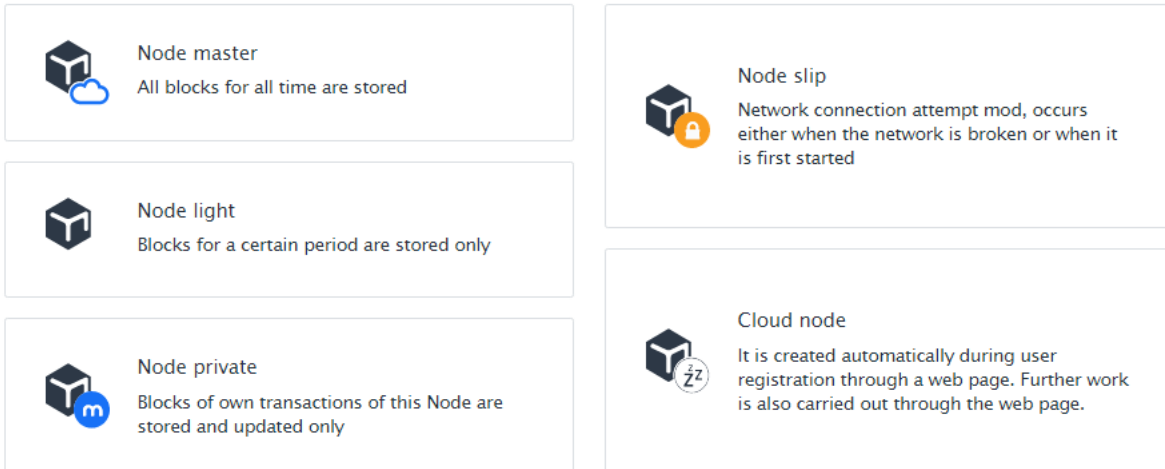 Node master
All blocks for all time are stored
Node light
Blocks for a certain period are stored only
Node private
m
Blocks of own transactions of this Node are
stored and updated only
Node slip
Network connection attempt mod, occurs
either when the network is broken or when it
is first started
Cloud node
zzz
It is created automatically during user
registration through a web page. Further work
is also carried out through the web page.